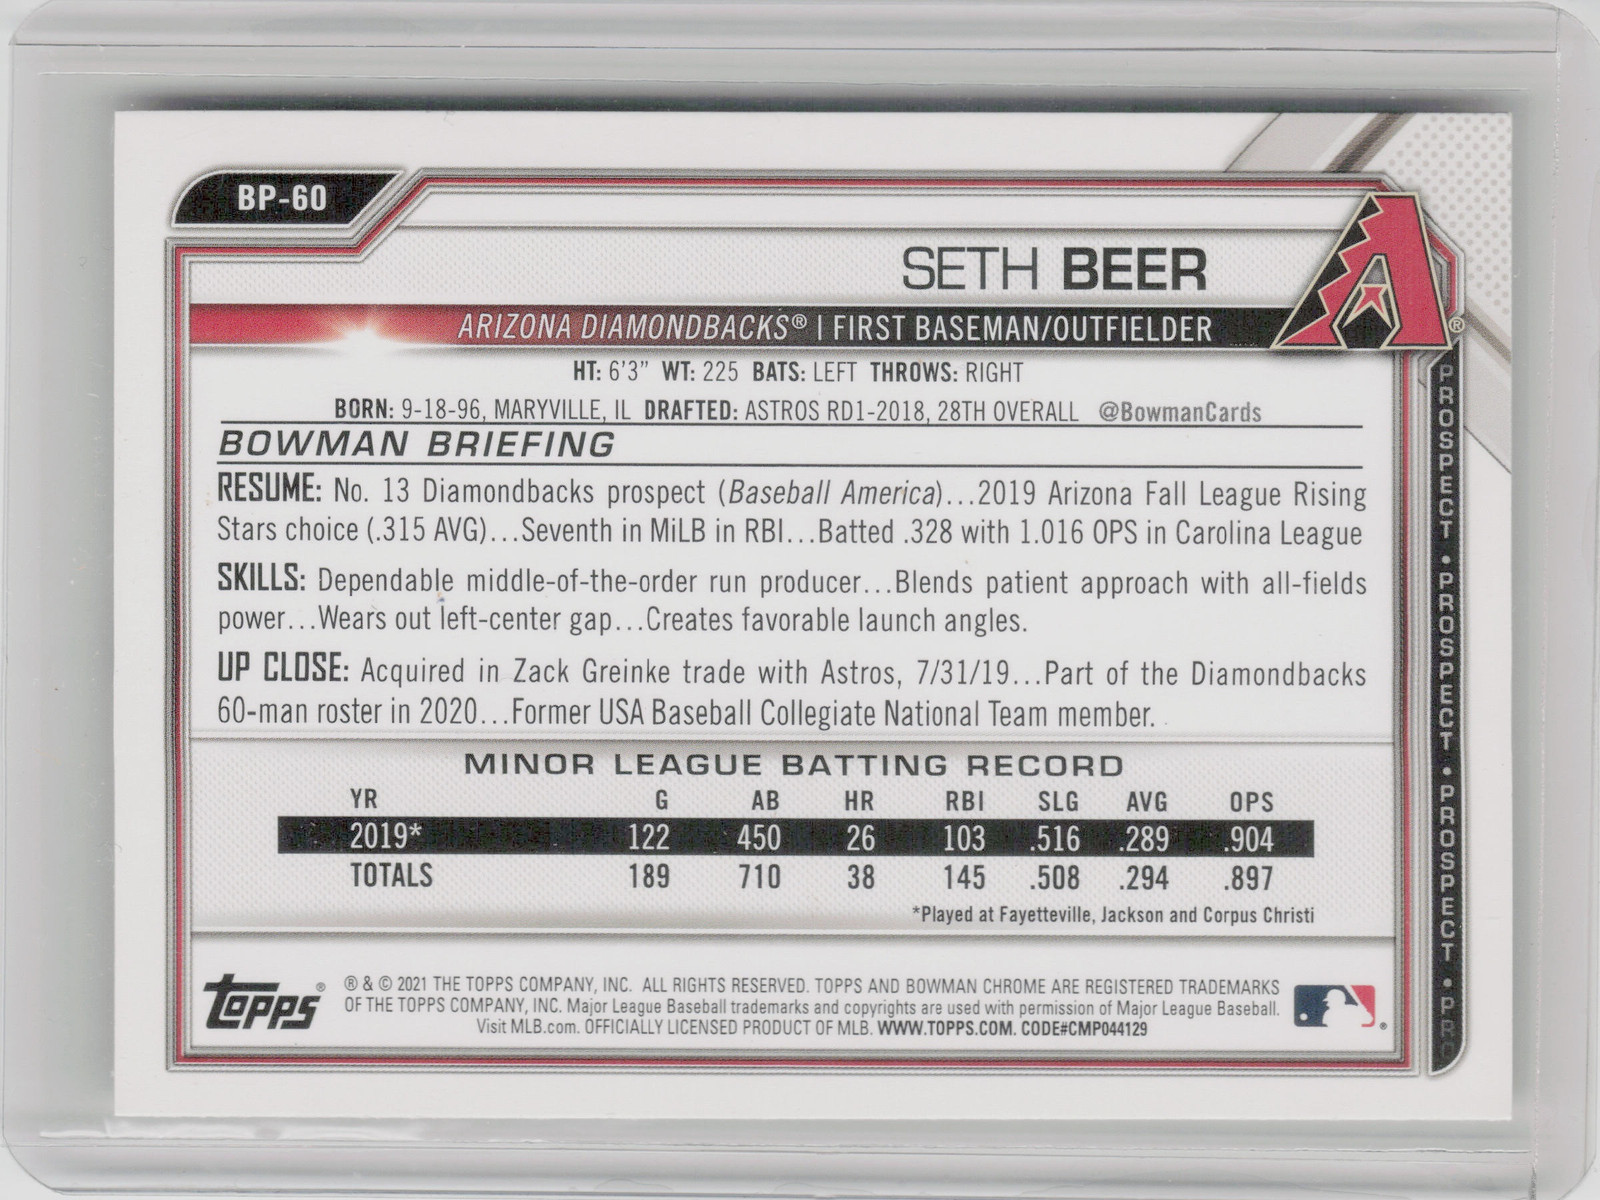 BP-60
SETH BEER
ARIZONA DIAMONDBACKS® | FIRST BASEMAN/OUTFIELDER
HT: 6'3" WT: 225 BATS: LEFT THROWS: RIGHT
BORN: 9-18-96, MARYVILLE, IL DRAFTED: ASTROS RD1-2018, 28TH OVERALL @BowmanCards
BOWMAN BRIEFING
RESUME: No. 13 Diamondbacks prospect (Baseball America)...2019 Arizona Fall League Rising
Stars choice (.315 AVG)...Seventh in MiLB in RBI...Batted .328 with 1.016 OPS in Carolina League
SKILLS: Dependable middle-of-the-order run producer...Blends patient approach with all-fields
power...Wears out left-center gap...Creates favorable launch angles.
UP CLOSE: Acquired in Zack Greinke trade with Astros, 7/31/19...Part of the Diamondbacks
60-man roster in 2020...Former USA Baseball Collegiate National Team member.
MINOR LEAGUE BATTING RECORD
YR G AB HR RBI SLG AVG OPS
2019* 122 450 26 103 .516 .289 .904
TOTALS 189 710 38 145 .508 .294 .897
*Played at Fayetteville, Jackson and Corpus Christi
topps®
® & © 2021 THE TOPPS COMPANY, INC. ALL RIGHTS RESERVED. TOPPS AND BOWMAN CHROME ARE REGISTERED TRADEMARKS
OF THE TOPPS COMPANY, INC. Major League Baseball trademarks and copyrights are used with permission of Major League Baseball.
Visit MLB.com. OFFICIALLY LICENSED PRODUCT OF MLB. WWW.TOPPS.COM. CODE#CMP044129
PROSPECT • PROSPECT • PROSPECT • PRO